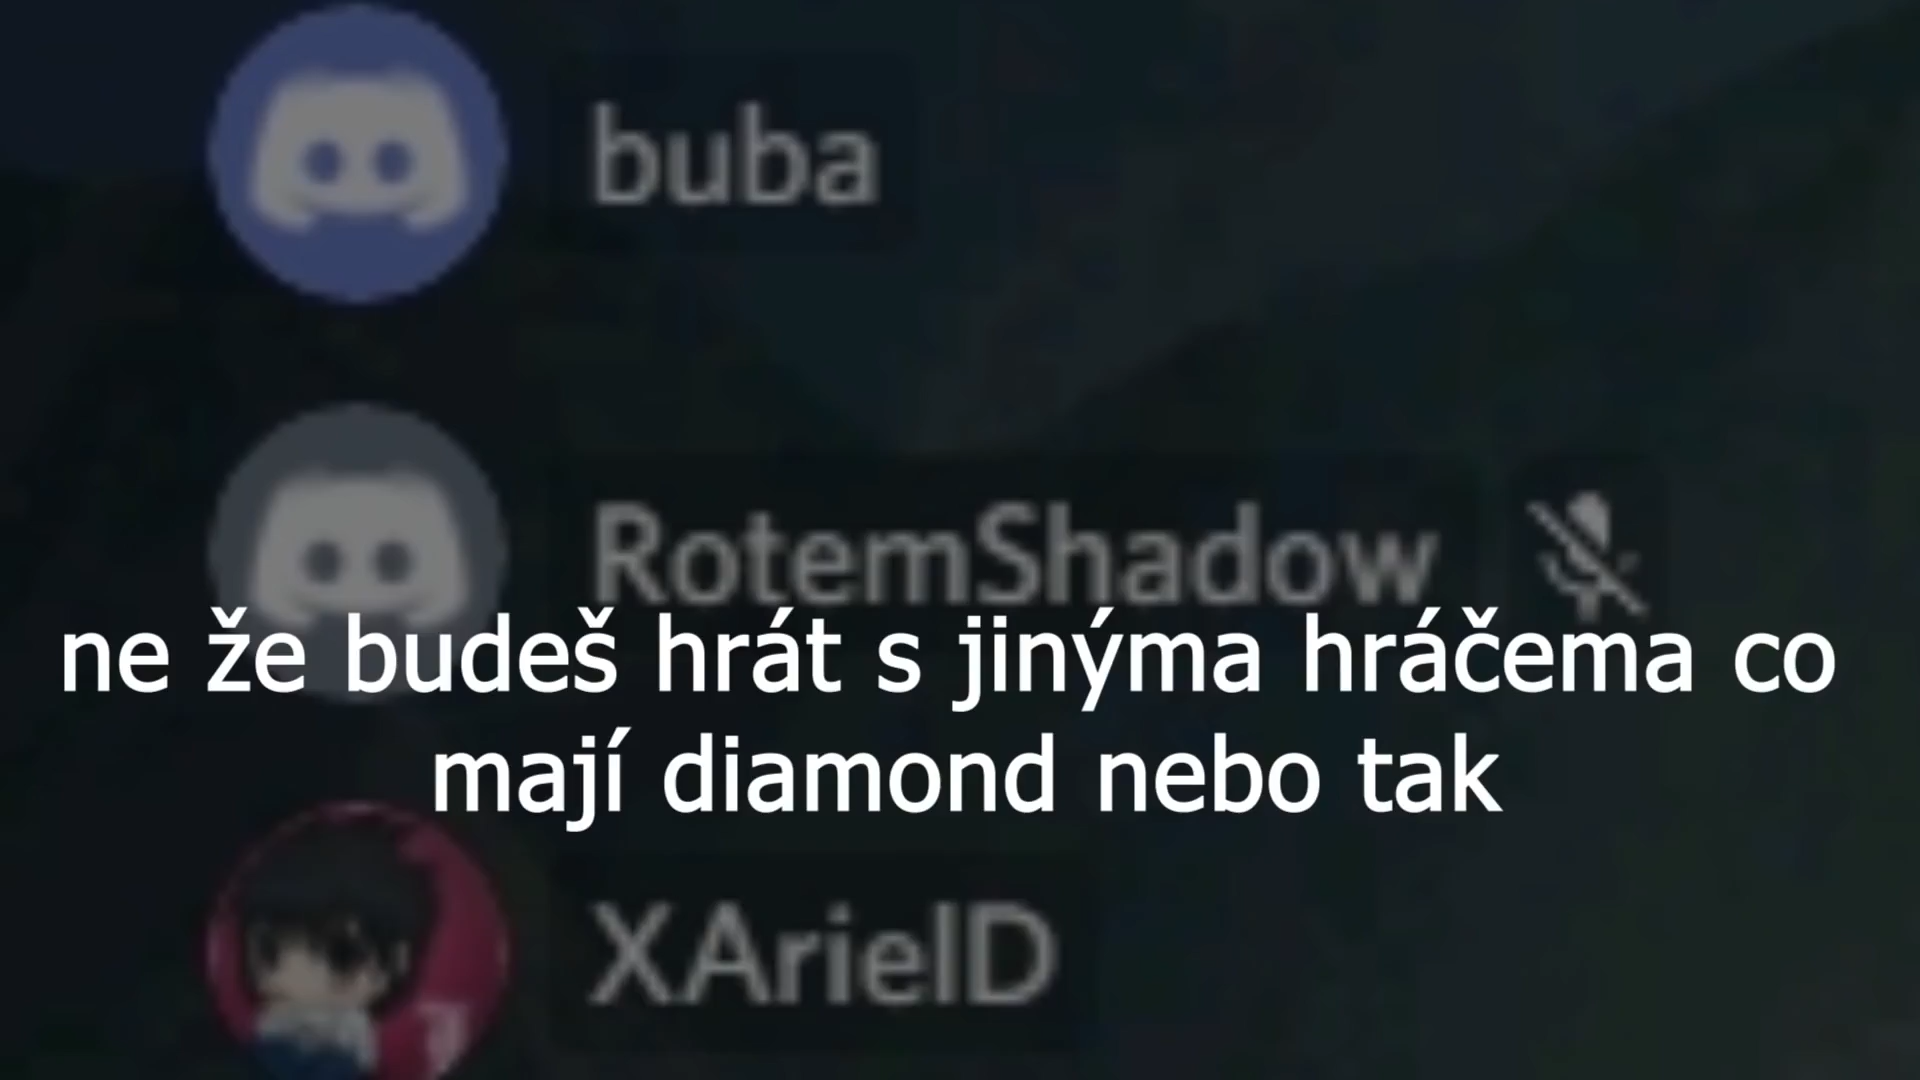 buba
RotemShadow
ne že budeš hrát s jinýma hráčema co
mají diamond nebo tak
XArielD